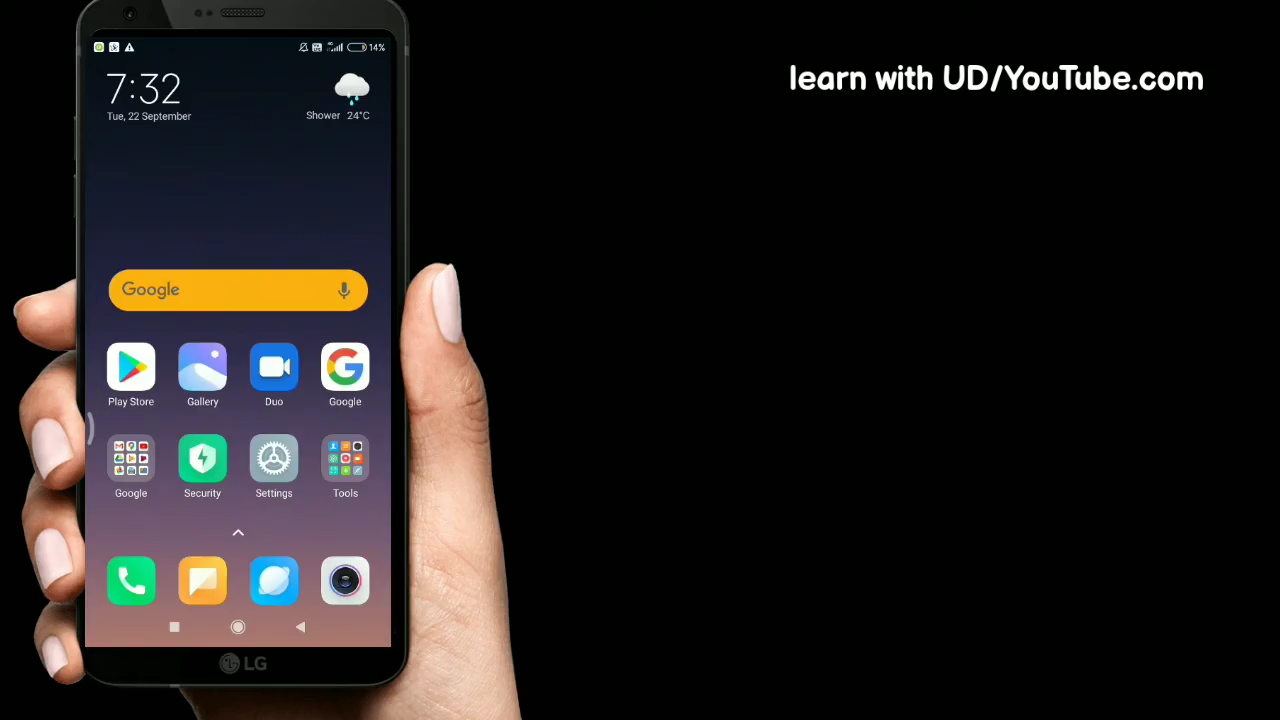 learn with UD/YouTube.com
14%
7:32
Tue, 22 September
Shower 24°C
Google
Play Store
Gallery
Duo
Google
Google
Security
Settings
Tools
LG